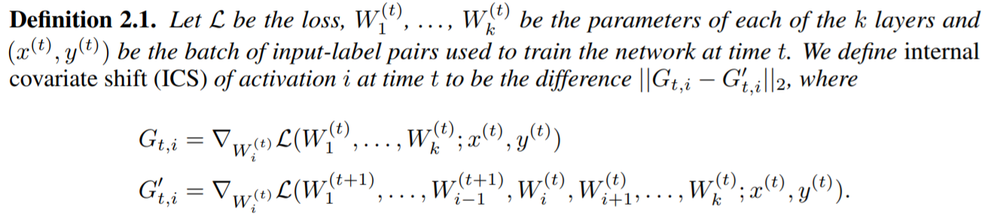 Definition 2.1. Let $\mathcal{L}$ be the loss, $W_1^{(t)}, \ldots, W_k^{(t)}$ be the parameters of each of the k layers and
$(x^{(t)}, y^{(t)})$ be the batch of input-label pairs used to train the network at time t. We define internal
covariate shift (ICS) of activation i at time t to be the difference $||G_{t,i} - G'_{t,i}||_2$, where
$G_{t,i} = \nabla_{W_i^{(t)}} \mathcal{L}(W_1^{(t)}, \ldots, W_k^{(t)}; x^{(t)}, y^{(t)})$
$G'_{t,i} = \nabla_{W_i^{(t)}} \mathcal{L}(W_1^{(t+1)}, \ldots, W_{i-1}^{(t+1)}, W_i^{(t)}, W_{i+1}^{(t)}, \ldots, W_k^{(t)}; x^{(t)}, y^{(t)}).$